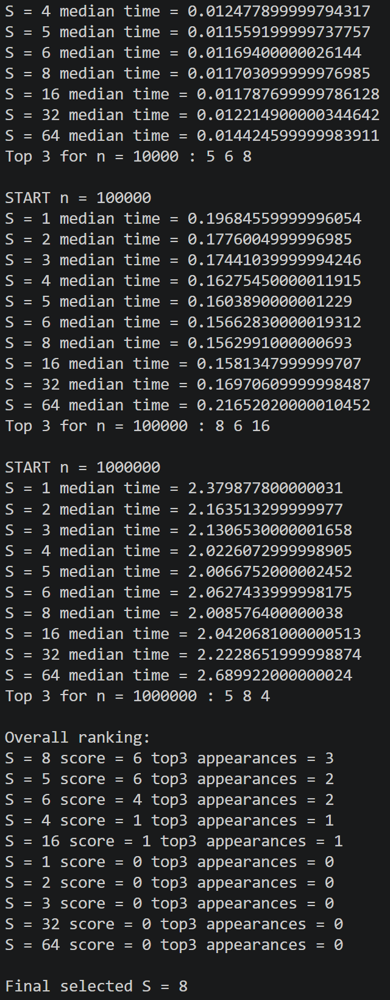 S = 4 median time = 0.012477899999794317
S = 5 median time = 0.011559199999737757
S = 6 median time = 0.01169400000026144
S = 8 median time = 0.011703099999976985
S = 16 median time = 0.011787699999786128
S = 32 median time = 0.012214900000344642
S = 64 median time = 0.014424599999983911
Top 3 for n = 10000 : 5 6 8

START n = 100000
S = 1 median time = 0.19684559999996054
S = 2 median time = 0.1776004999996985
S = 3 median time = 0.17441039999994246
S = 4 median time = 0.16275450000011915
S = 5 median time = 0.1603890000001229
S = 6 median time = 0.15662830000019312
S = 8 median time = 0.1562991000000693
S = 16 median time = 0.1581347999999707
S = 32 median time = 0.16970609999998487
S = 64 median time = 0.21652020000010452
Top 3 for n = 100000 : 8 6 16

START n = 1000000
S = 1 median time = 2.379877800000031
S = 2 median time = 2.163513299999977
S = 3 median time = 2.1306530000001658
S = 4 median time = 2.0226072999998905
S = 5 median time = 2.0066752000002452
S = 6 median time = 2.0627433999998175
S = 8 median time = 2.008576400000038
S = 16 median time = 2.0420681000000513
S = 32 median time = 2.2228651999998874
S = 64 median time = 2.689922000000024
Top 3 for n = 1000000 : 5 8 4

Overall ranking:
S = 8 score = 6 top3 appearances = 3
S = 5 score = 6 top3 appearances = 2
S = 6 score = 4 top3 appearances = 2
S = 4 score = 1 top3 appearances = 1
S = 16 score = 1 top3 appearances = 1
S = 1 score = 0 top3 appearances = 0
S = 2 score = 0 top3 appearances = 0
S = 3 score = 0 top3 appearances = 0
S = 32 score = 0 top3 appearances = 0
S = 64 score = 0 top3 appearances = 0

Final selected S = 8